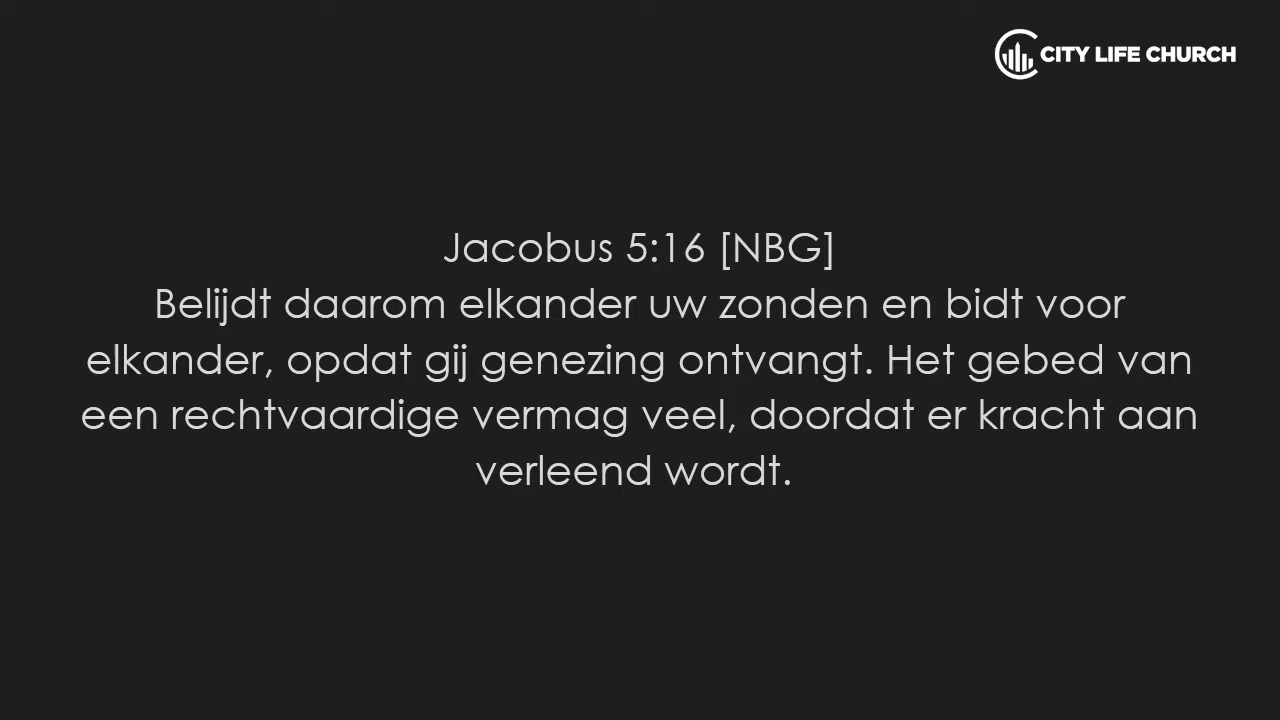 CITY LIFE CHURCH
Jacobus 5:16 [NBG]
Belijdt daarom elkander uw zonden en bidt voor
elkander, opdat gij genezing ontvangt. Het gebed van
een rechtvaardige vermag veel, doordat er kracht aan
verleend wordt.